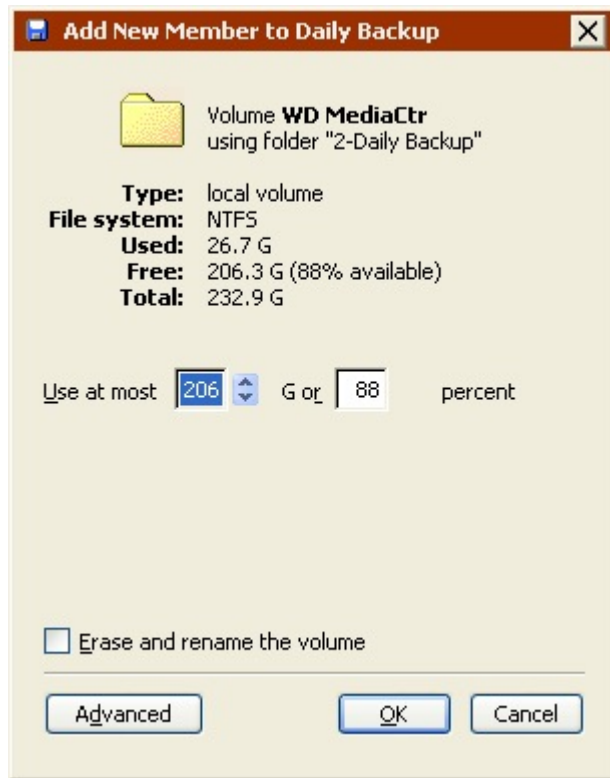 Add New Member to Daily Backup
Volume WD MediaCtr
using folder "2-Daily Backup"
Type: local volume
File system: NTFS
Used: 26.7 G
Free: 206.3 G (88% available)
Total: 232.9 G
Use at most 206 G or 88 percent
Erase and rename the volume
Advanced OK Cancel